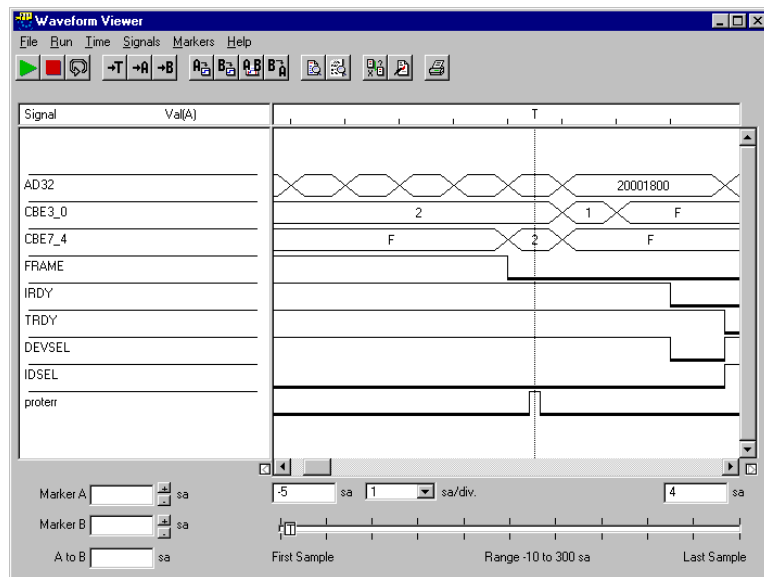 Waveform Viewer
File Run Time Signals Markers Help
→T →A →B A B A B B A
Signal Val(A) T
AD32 20001800
CBE3_0 2 1 F
CBE7_4 F 2 F
FRAME
IRDY
TRDY
DEVSEL
IDSEL
proterr
Marker A + - sa -5 sa 1 sa/div. 4 sa
Marker B + - sa T
A to B sa First Sample Range -10 to 300 sa Last Sample